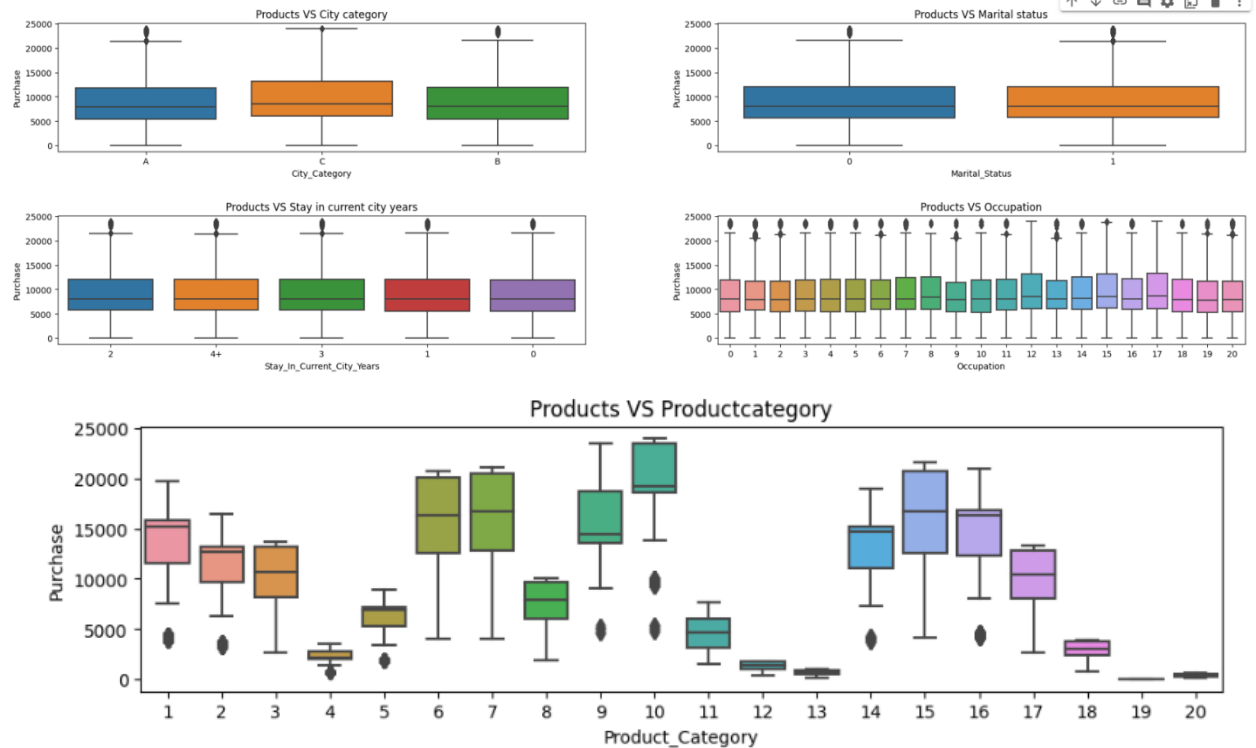 Products VS City category
Purchase
25000
20000
15000
10000
5000
0
A C B
City_Category
Products VS Marital status
Purchase
25000
20000
15000
10000
5000
0
0 1
Marital_Status
Products VS Stay in current city years
Purchase
25000
20000
15000
10000
5000
0
2 4+ 3 1 0
Stay_In_Current_City_Years
Products VS Occupation
Purchase
25000
20000
15000
10000
5000
0
0 1 2 3 4 5 6 7 8 9 10 11 12 13 14 15 16 17 18 19 20
Occupation
Products VS Productcategory
Purchase
25000
20000
15000
10000
5000
0
1 2 3 4 5 6 7 8 9 10 11 12 13 14 15 16 17 18 19 20
Product_Category